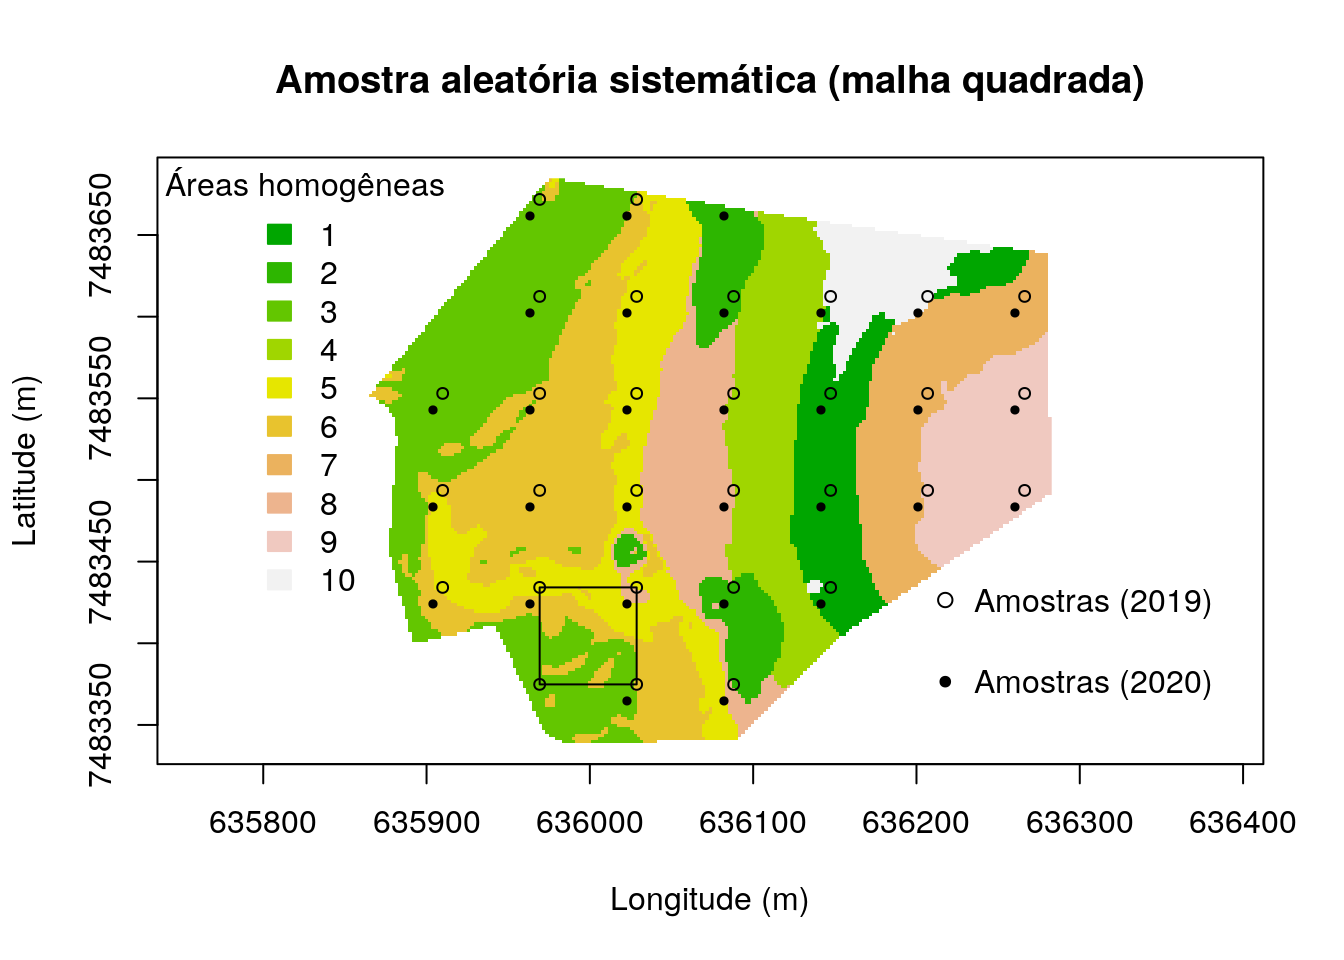 Amostra aleatória sistemática (malha quadrada)
Áreas homogêneas
1
2
3
4
5
6
7
8
9
10
Amostras (2019)
Amostras (2020)
7483650
7483550
7483450
7483350
Latitude (m)
635800 635900 636000 636100 636200 636300 636400
Longitude (m)